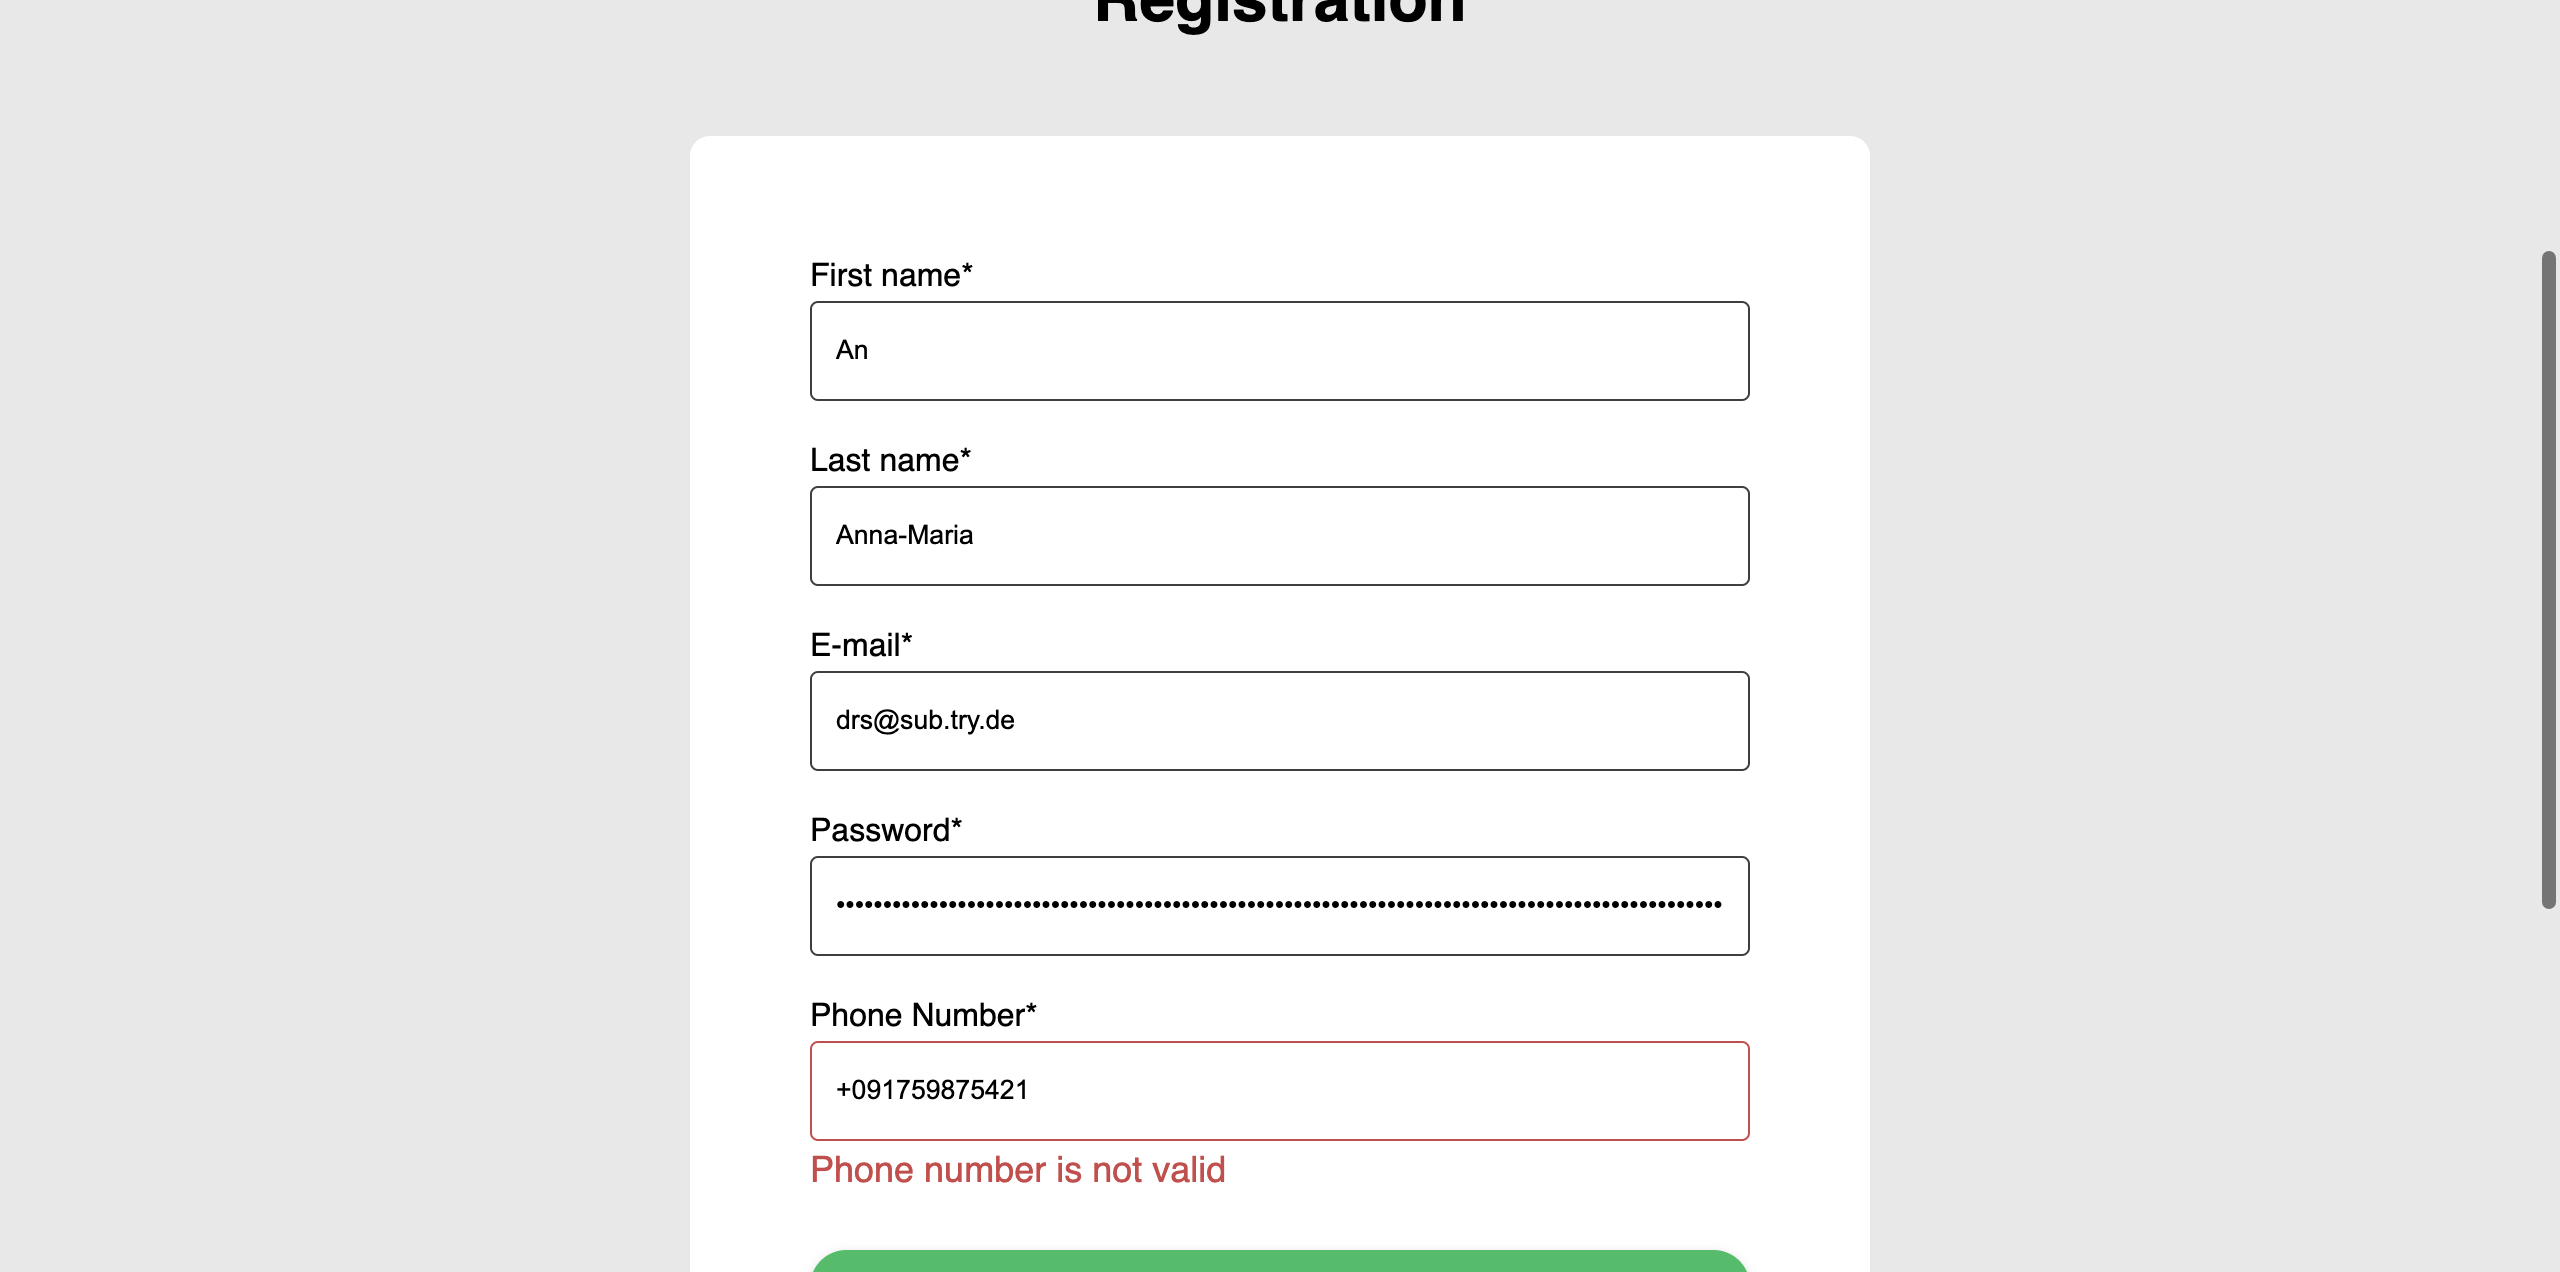 Registration
First name*
An
Last name*
Anna-Maria
E-mail*
drs@sub.try.de
Password*
Phone Number*
+091759875421
Phone number is not valid